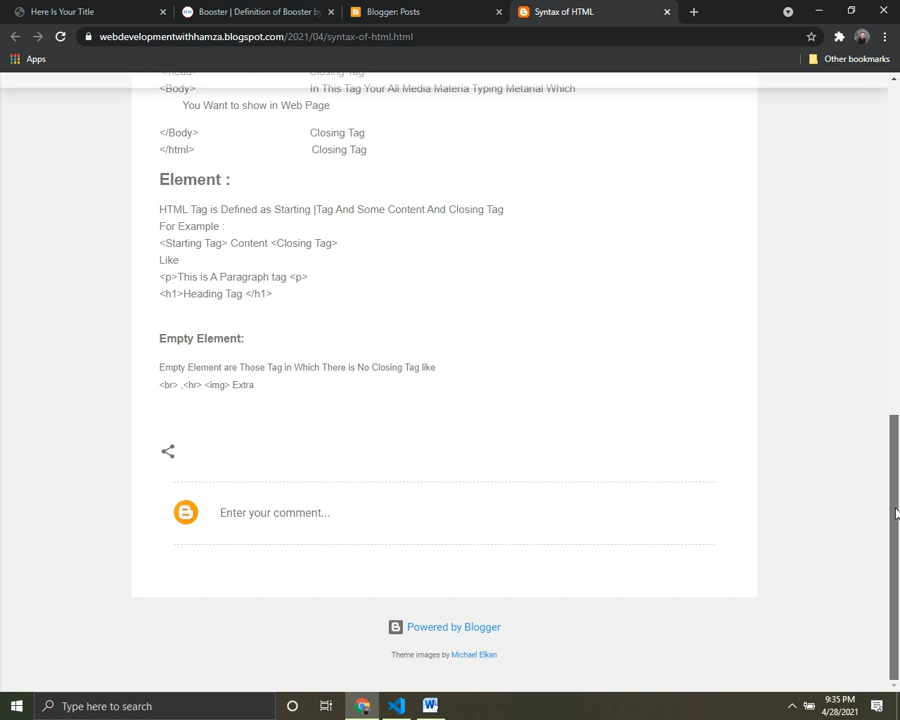 Here Is Your Title
Booster | Definition of Booster by
Blogger: Posts
Syntax of HTML
webdevelopmentwithhamza.blogspot.com/2021/04/syntax-of-html.html
Apps
Other bookmarks
<head> Closing Tag
<Body> In This Tag Your All Media Materia Typing Metarial Which
You Want to show in Web Page
</Body> Closing Tag
</html> Closing Tag
Element :
HTML Tag is Defined as Starting |Tag And Some Content And Closing Tag
For Example :
<Starting Tag> Content <Closing Tag>
Like
<p>This is A Paragraph tag <p>
<h1>Heading Tag </h1>
Empty Element:
Empty Element are Those Tag in Which There is No Closing Tag like
<br> ,<hr> <img> Extra
Enter your comment...
Powered by Blogger
Theme images by Michael Elkan
Type here to search
9:35 PM
4/28/2021